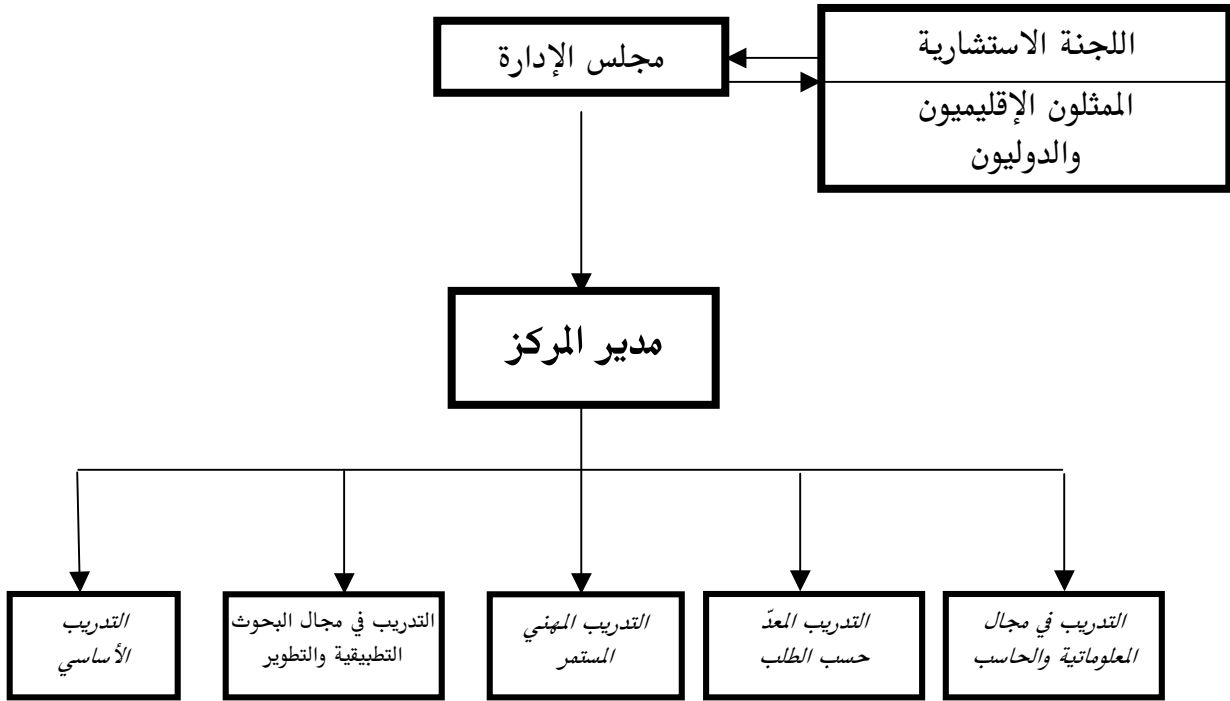 اللجنة الاستشارية
مجلس الإدارة
الممثلون الإقليميون
والدوليون
مدير المركز
التدريب في مجال
المعلوماتية والحاسب
التدريب المعدّ
حسب الطلب
التدريب المهني
المستمر
التدريب في مجال البحوث
التطبيقية والتطوير
التدريب
الأساسي